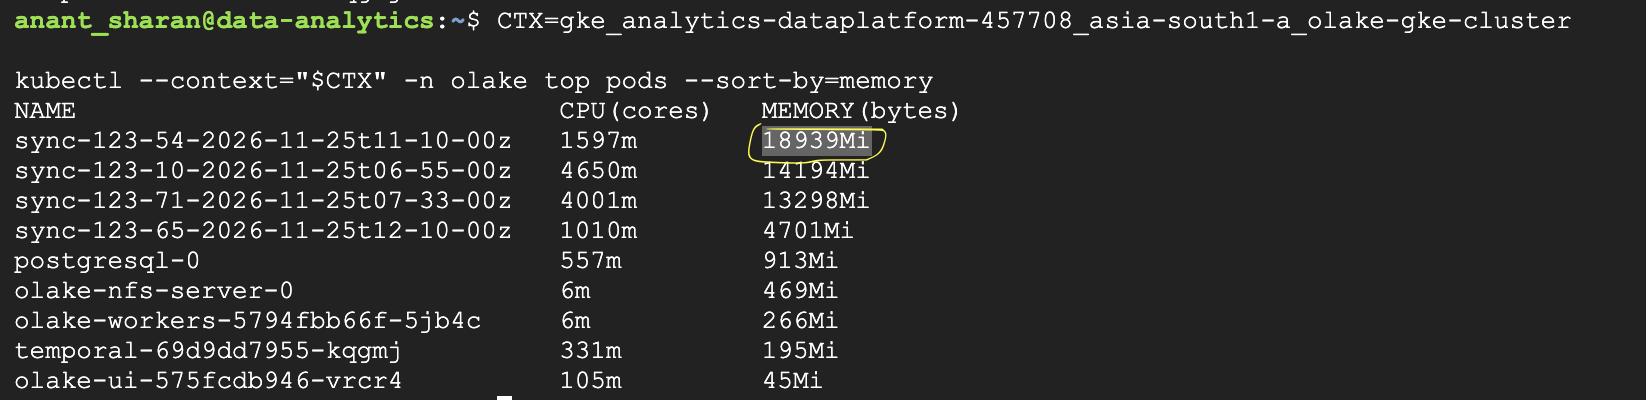 anant_sharan@data-analytics:~$ CTX=gke_analytics-dataplatform-457708_asia-south1-a_olake-gke-cluster
kubectl --context="$CTX" -n olake top pods --sort-by=memory
NAME CPU(cores) MEMORY(bytes)
sync-123-54-2026-11-25t11-10-00z 1597m 18939Mi
sync-123-10-2026-11-25t06-55-00z 4650m 14194Mi
sync-123-71-2026-11-25t07-33-00z 4001m 13298Mi
sync-123-65-2026-11-25t12-10-00z 1010m 4701Mi
postgresql-0 557m 913Mi
olake-nfs-server-0 6m 469Mi
olake-workers-5794fbb66f-5jb4c 6m 266Mi
temporal-69d9dd7955-kqgmj 331m 195Mi
olake-ui-575fcdb946-vrcr4 105m 45Mi